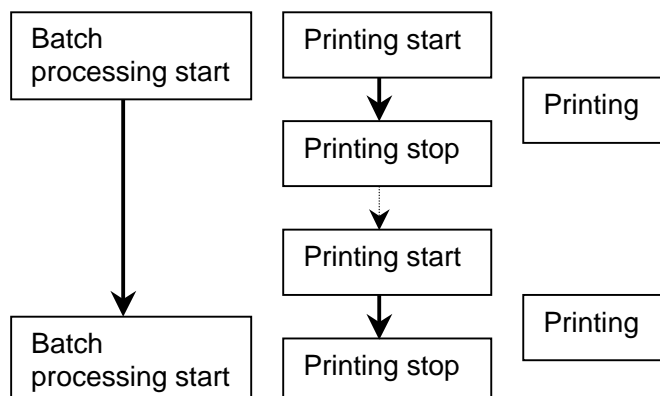 Batch
processing start
Printing start
Printing
Printing stop
Printing start
Printing
Batch
processing start
Printing stop